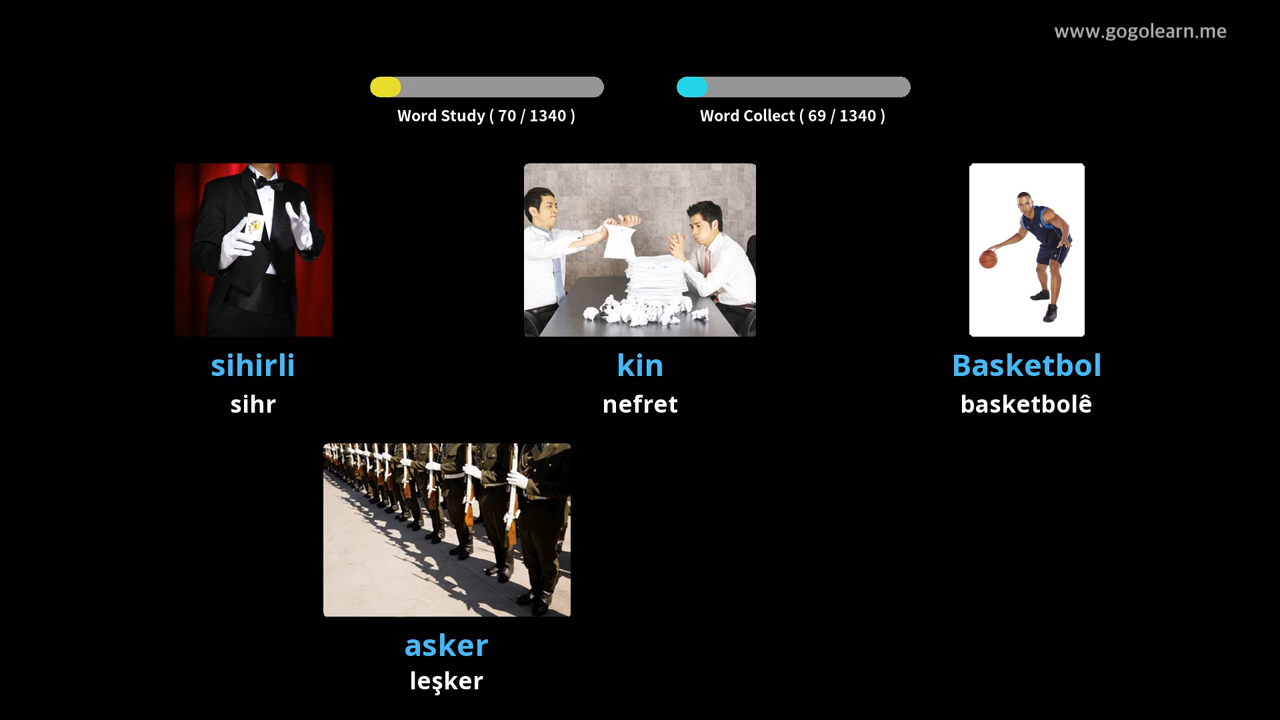 www.gogolearn.me
Word Study ( 70 / 1340 )
Word Collect ( 69 / 1340 )
sihirli
sihr
kin
nefret
Basketbol
basketbolê
asker
leşker